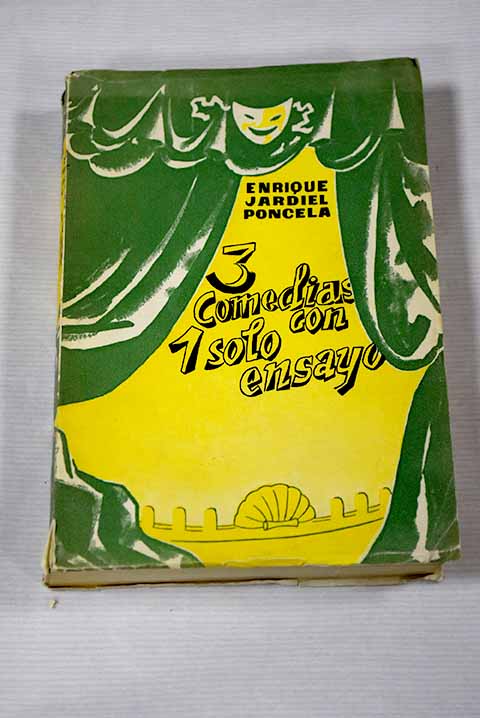 ENRIQUE
JARDIEL
PONCELA
3
Comedias
con
1 solo
ensayo